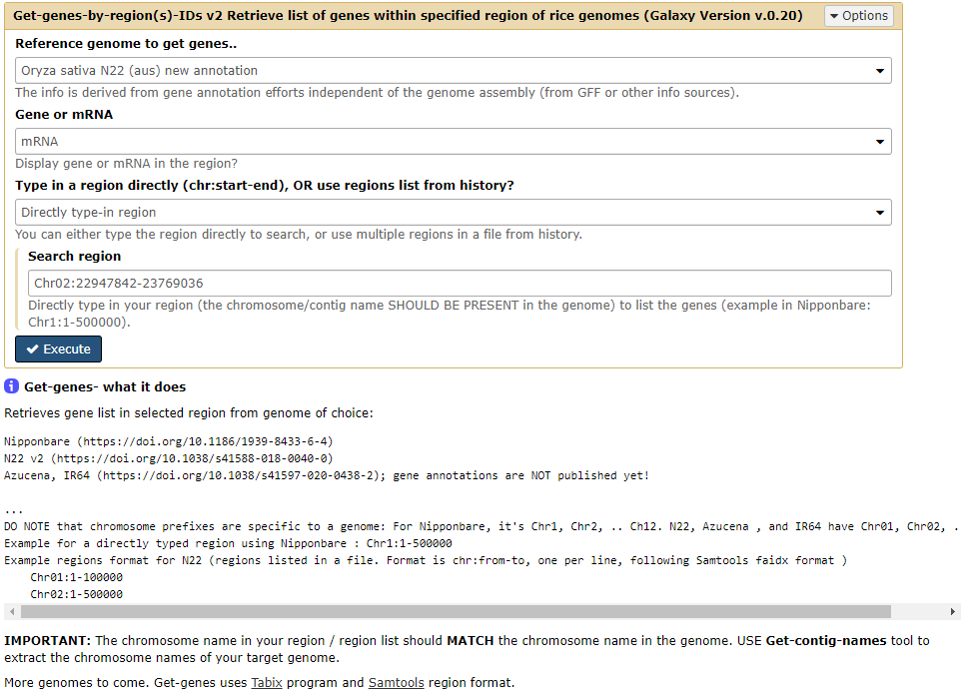 Get-genes-by-region(s)-IDs v2 Retrieve list of genes within specified region of rice genomes (Galaxy Version v.0.20)
Options
Reference genome to get genes..
Oryza sativa N22 (aus) new annotation
The info is derived from gene annotation efforts independent of the genome assembly (from GFF or other info sources).
Gene or mRNA
mRNA
Display gene or mRNA in the region?
Type in a region directly (chr:start-end), OR use regions list from history?
Directly type-in region
You can either type the region directly to search, or use multiple regions in a file from history.
Search region
Chr02:22947842-23769036
Directly type in your region (the chromosome/contig name SHOULD BE PRESENT in the genome) to list the genes (example in Nipponbare:
Chr1:1-500000).
Execute
Get-genes- what it does
Retrieves gene list in selected region from genome of choice:
Nipponbare (https://doi.org/10.1186/1939-8433-6-4)
N22 v2 (https://doi.org/10.1038/s41588-018-0040-0)
Azucena, IR64 (https://doi.org/10.1038/s41597-020-0438-2); gene annotations are NOT published yet!
...
DO NOTE that chromosome prefixes are specific to a genome: For Nipponbare, it's Chr1, Chr2, .. Ch12. N22, Azucena , and IR64 have Chr01, Chr02, .
Example for a directly typed region using Nipponbare : Chr1:1-500000
Example regions format for N22 (regions listed in a file. Format is chr:from-to, one per line, following Samtools faidx format )
Chr01:1-100000
Chr02:1-500000
IMPORTANT: The chromosome name in your region / region list should MATCH the chromosome name in the genome. USE Get-contig-names tool to
extract the chromosome names of your target genome.
More genomes to come. Get-genes uses Tabix program and Samtools region format.